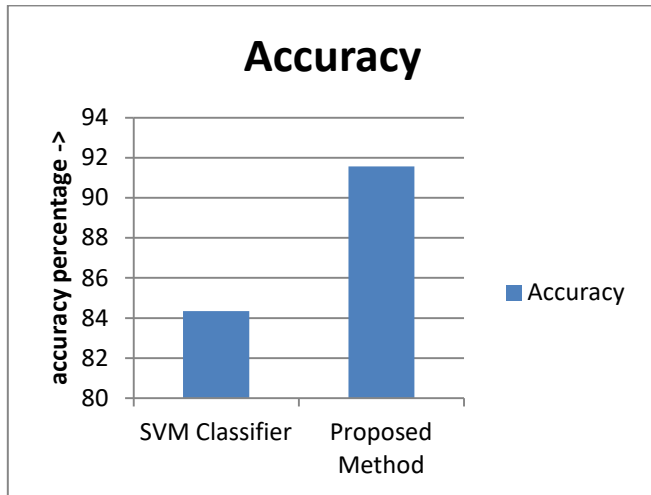 Accuracy
accuracy percentage ->
94
92
90
88
86
84
82
80
SVM Classifier
Proposed
Method
Accuracy